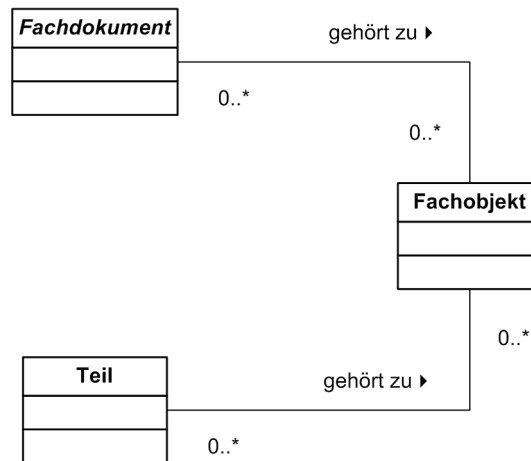 Fachdokument
gehört zu
0..*
0..*
Fachobjekt
0..*
Teil
gehört zu
0..*